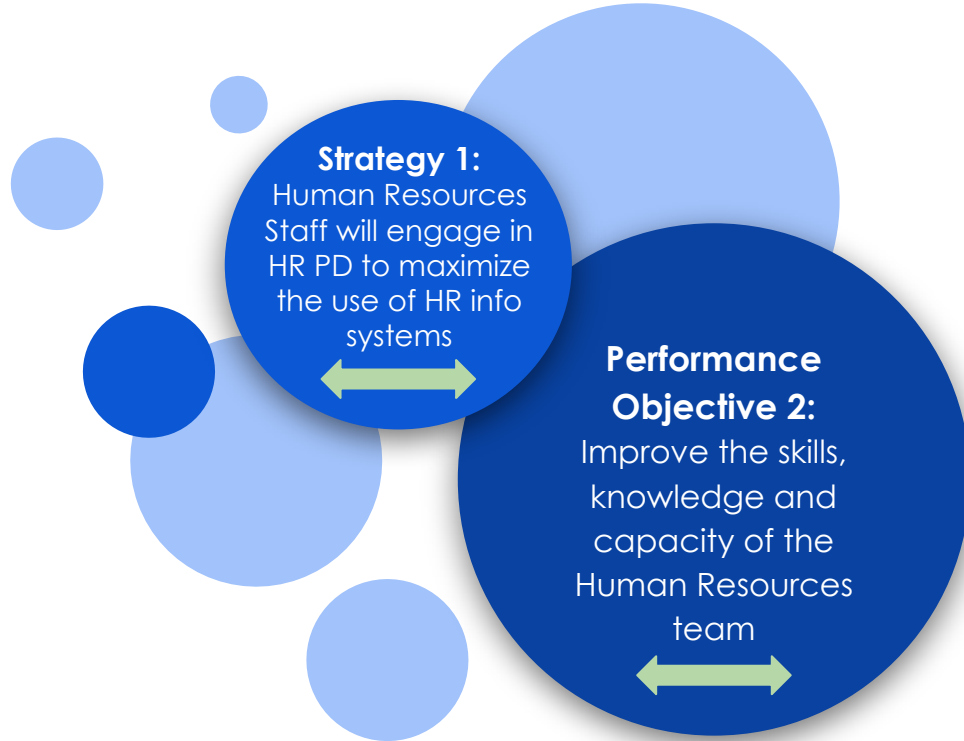 Strategy 1:
Human Resources
Staff will engage in
HR PD to maximize
the use of HR info
systems
Performance
Objective 2:
Improve the skills,
knowledge and
capacity of the
Human Resources
team